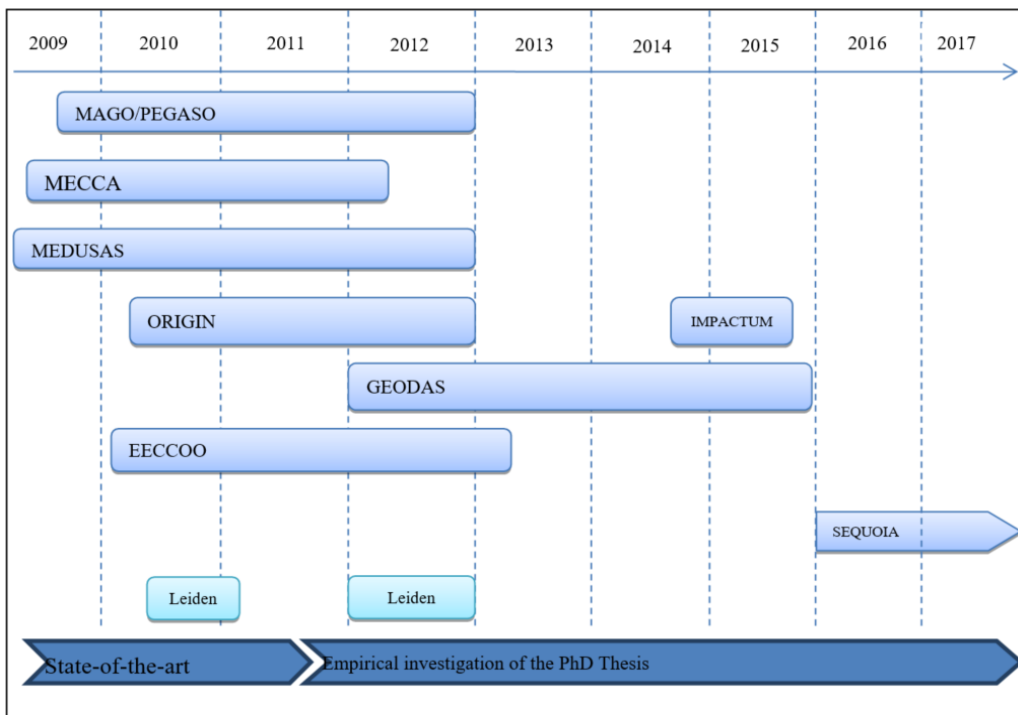 2009 2010 2011 2012 2013 2014 2015 2016 2017
MAGO/PEGASO
MECCA
MEDUSAS
ORIGIN IMPACTUM
GEODAS
EECCOO
SEQUOIA
Leiden Leiden
State-of-the-art Empirical investigation of the PhD Thesis